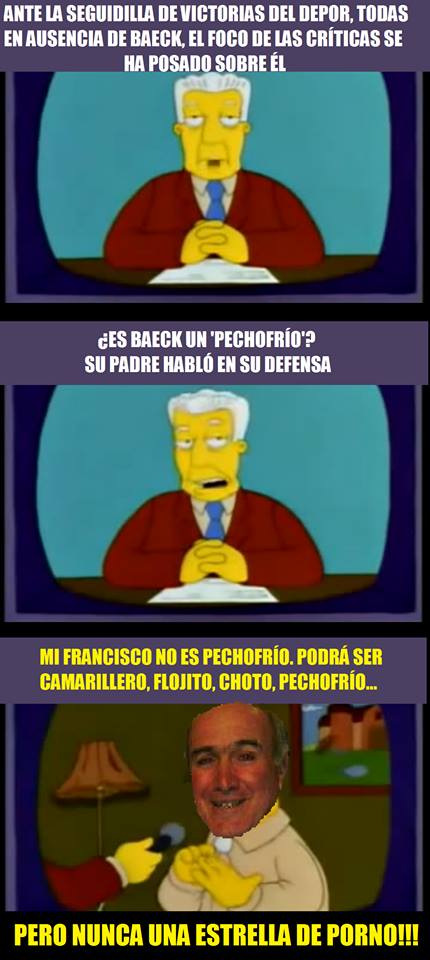 ANTE LA SEGUIDILLA DE VICTORIAS DEL DEPOR, TODAS
EN AUSENCIA DE BAECK, EL FOCO DE LAS CRÍTICAS SE
HA POSADO SOBRE ÉL
¿ES BAECK UN 'PECHOFRÍO'?
SU PADRE HABLÓ EN SU DEFENSA
MI FRANCISCO NO ES PECHOFRÍO. PODRÁ SER
CAMARILLERO, FLOJITO, CHOTO, PECHOFRÍO...
PERO NUNCA UNA ESTRELLA DE PORNO!!!